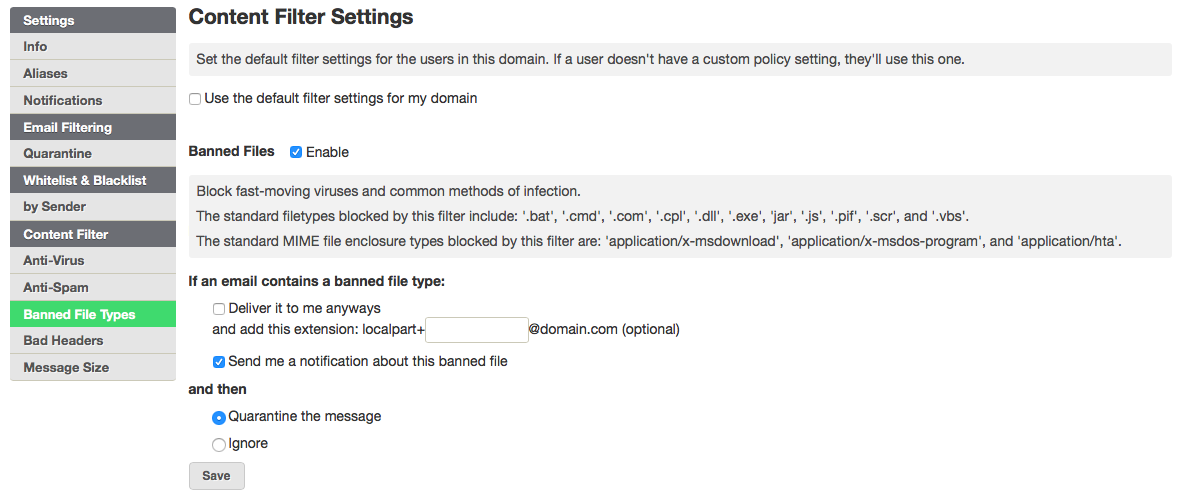 Settings
Info
Aliases
Notifications
Email Filtering
Quarantine
Whitelist & Blacklist
by Sender
Content Filter
Anti-Virus
Anti-Spam
Banned File Types
Bad Headers
Message Size
Content Filter Settings
Set the default filter settings for the users in this domain. If a user doesn't have a custom policy setting, they'll use this one.
Use the default filter settings for my domain
Banned Files Enable
Block fast-moving viruses and common methods of infection.
The standard filetypes blocked by this filter include: '.bat', '.cmd', '.com', '.cpl', '.dll', '.exe', 'jar', '.js', '.pif', '.scr', and '.vbs'.
The standard MIME file enclosure types blocked by this filter are: 'application/x-msdownload', 'application/x-msdos-program', and 'application/hta'.
If an email contains a banned file type:
Deliver it to me anyways
and add this extension: localpart+ @domain.com (optional)
Send me a notification about this banned file
and then
Quarantine the message
Ignore
Save